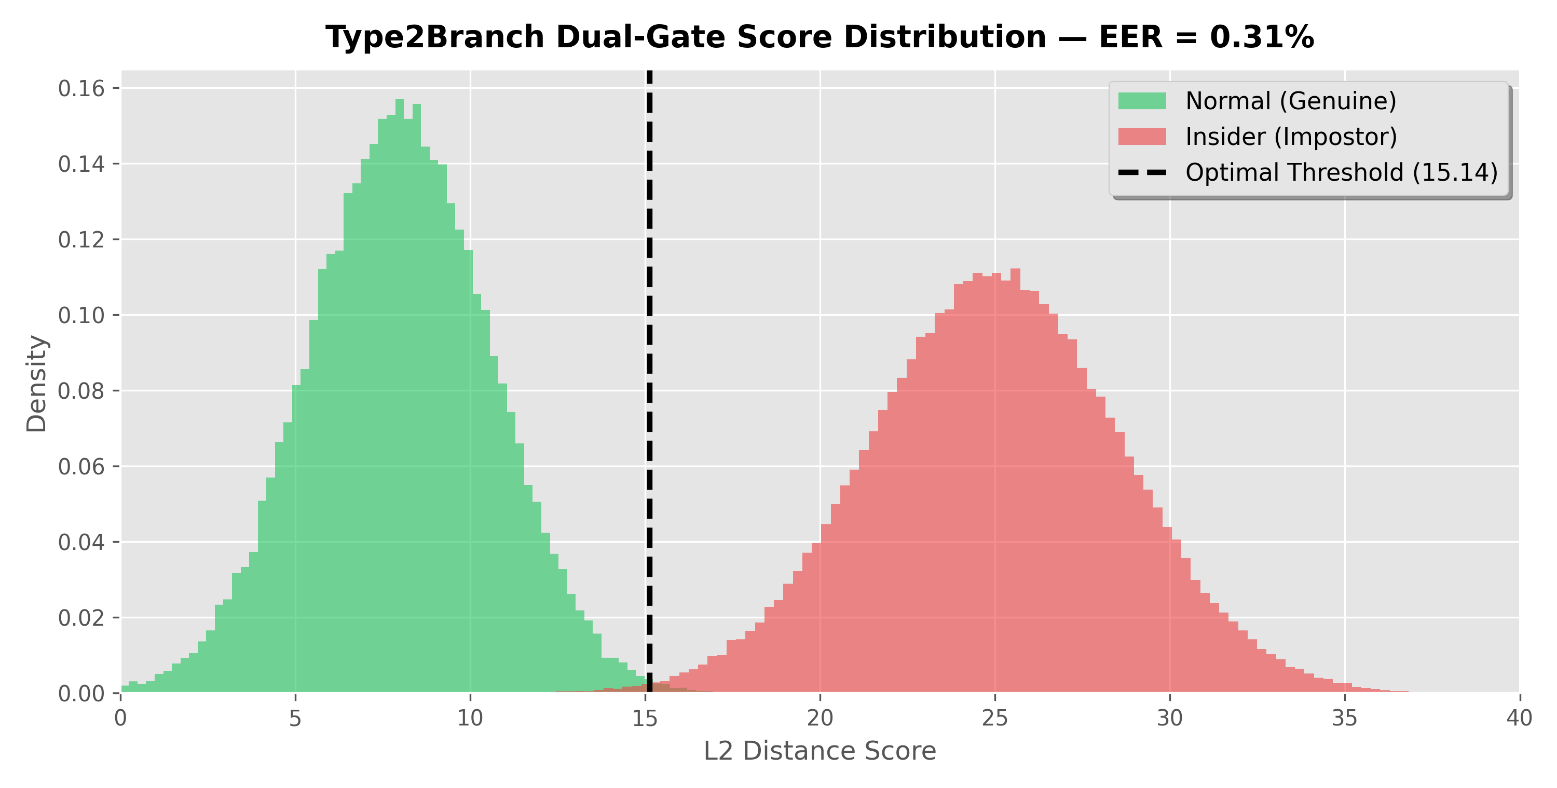 Type2Branch Dual-Gate Score Distribution — EER = 0.31%
Normal (Genuine)
Insider (Impostor)
Optimal Threshold (15.14)
Density
0.16
0.14
0.12
0.10
0.08
0.06
0.04
0.02
0.00
0 5 10 15 20 25 30 35 40
L2 Distance Score